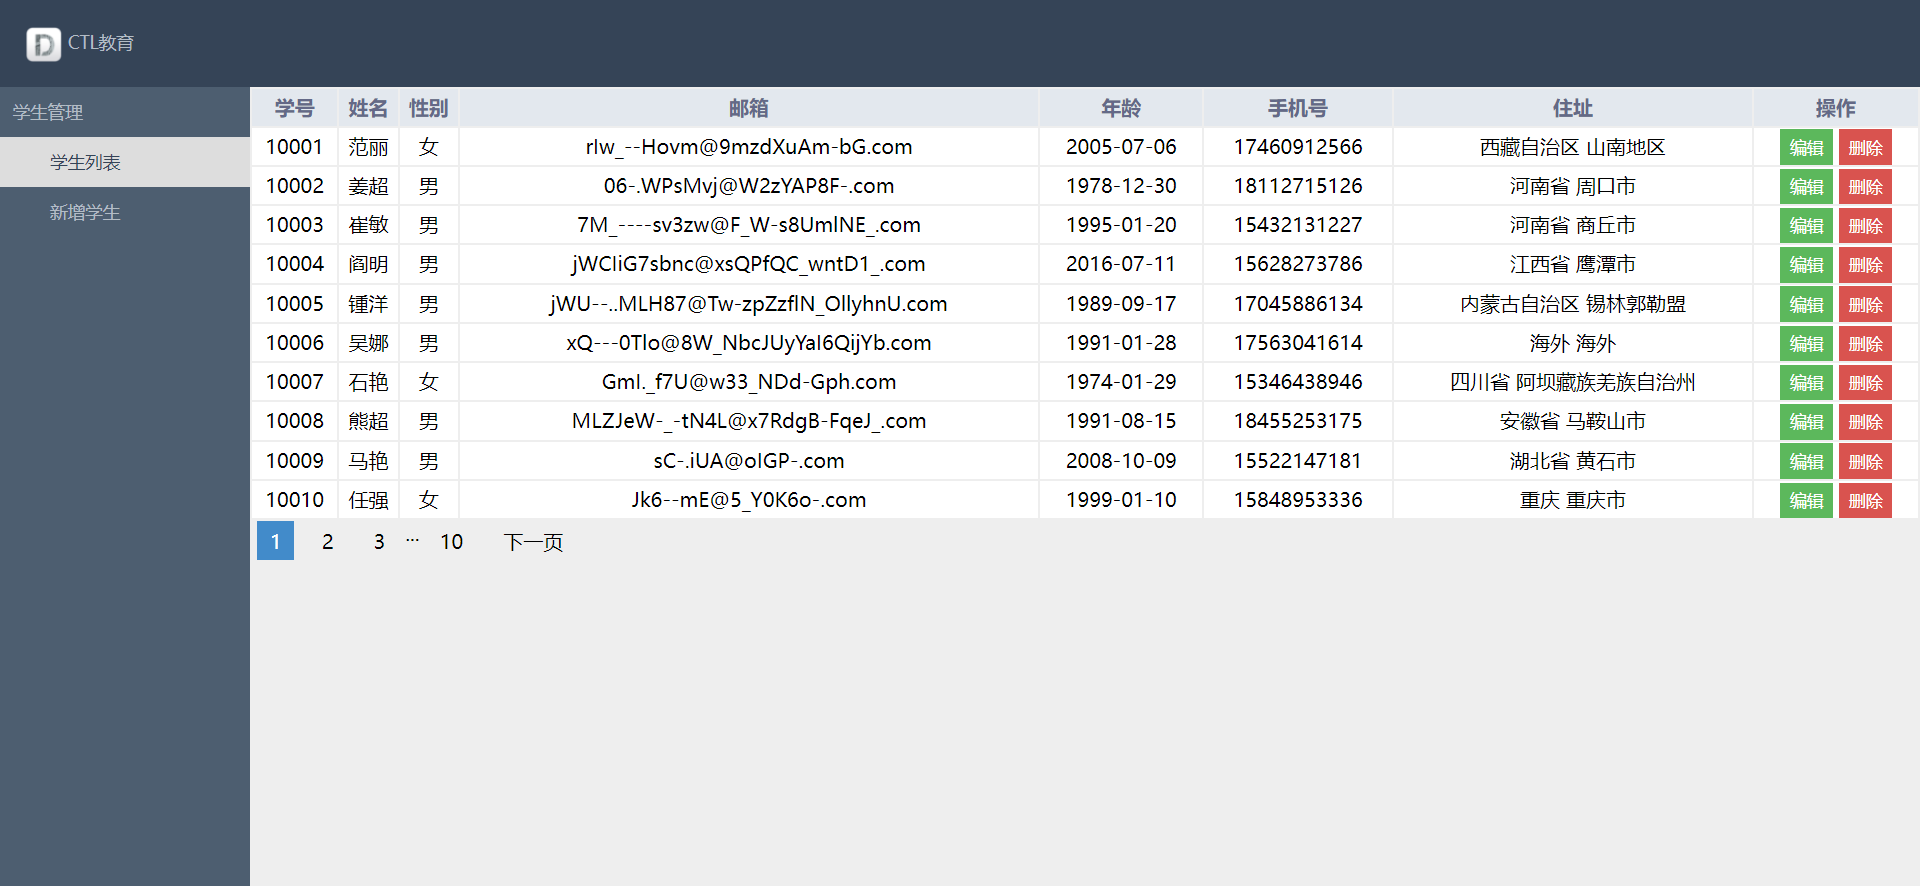 CTL教育
学生管理
学生列表
新增学生
学号 姓名 性别 邮箱 年龄 手机号 住址 操作
10001 范丽 女 rIw_--Hovm@9mzdXuAm-bG.com 2005-07-06 17460912566 西藏自治区 山南地区 编辑 删除
10002 姜超 男 06-.WPsMvj@W2zYAP8F-.com 1978-12-30 18112715126 河南省 周口市 编辑 删除
10003 崔敏 男 7M_----sv3zw@F_W-s8UmlNE_.com 1995-01-20 15432131227 河南省 商丘市 编辑 删除
10004 阎明 男 jWCIiG7sbnc@xsQPfQC_wntD1_.com 2016-07-11 15628273786 江西省 鹰潭市 编辑 删除
10005 锺洋 男 jWU--..MLH87@Tw-zpZzflN_OllyhnU.com 1989-09-17 17045886134 内蒙古自治区 锡林郭勒盟 编辑 删除
10006 吴娜 男 xQ---0Tlo@8W_NbcJUyYaI6QijYb.com 1991-01-28 17563041614 海外 海外 编辑 删除
10007 石艳 女 GmI._f7U@w33_NDd-Gph.com 1974-01-29 15346438946 四川省 阿坝藏族羌族自治州 编辑 删除
10008 熊超 男 MLZJeW-_-tN4L@x7RdgB-FqeJ_.com 1991-08-15 18455253175 安徽省 马鞍山市 编辑 删除
10009 马艳 男 sC-.iUA@oIGP-.com 2008-10-09 15522147181 湖北省 黄石市 编辑 删除
10010 任强 女 Jk6--mE@5_Y0K6o-.com 1999-01-10 15848953336 重庆 重庆市 编辑 删除
1 2 3 ... 10 下一页